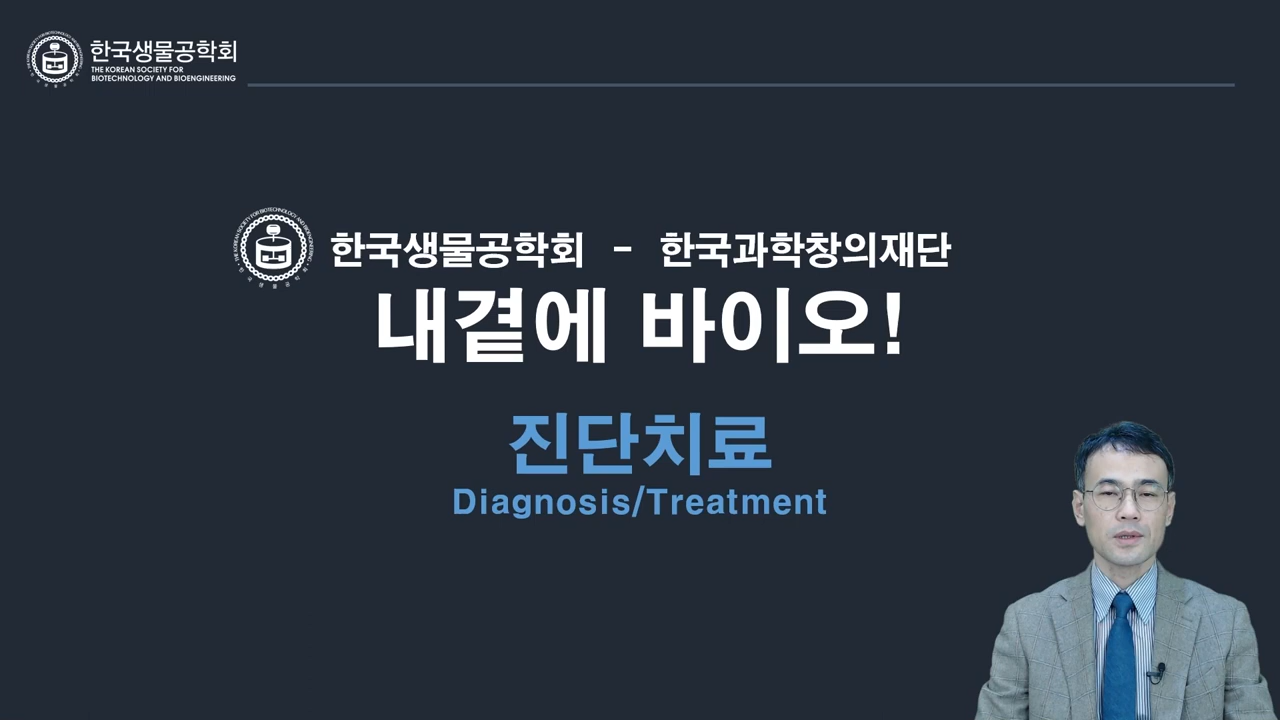 한국생물공학회
THE KOREAN SOCIETY FOR
BIOTECHNOLOGY AND BIOENGINEERING
한국생물공학회 - 한국과학창의재단
내곁에 바이오!
진단치료
Diagnosis/Treatment